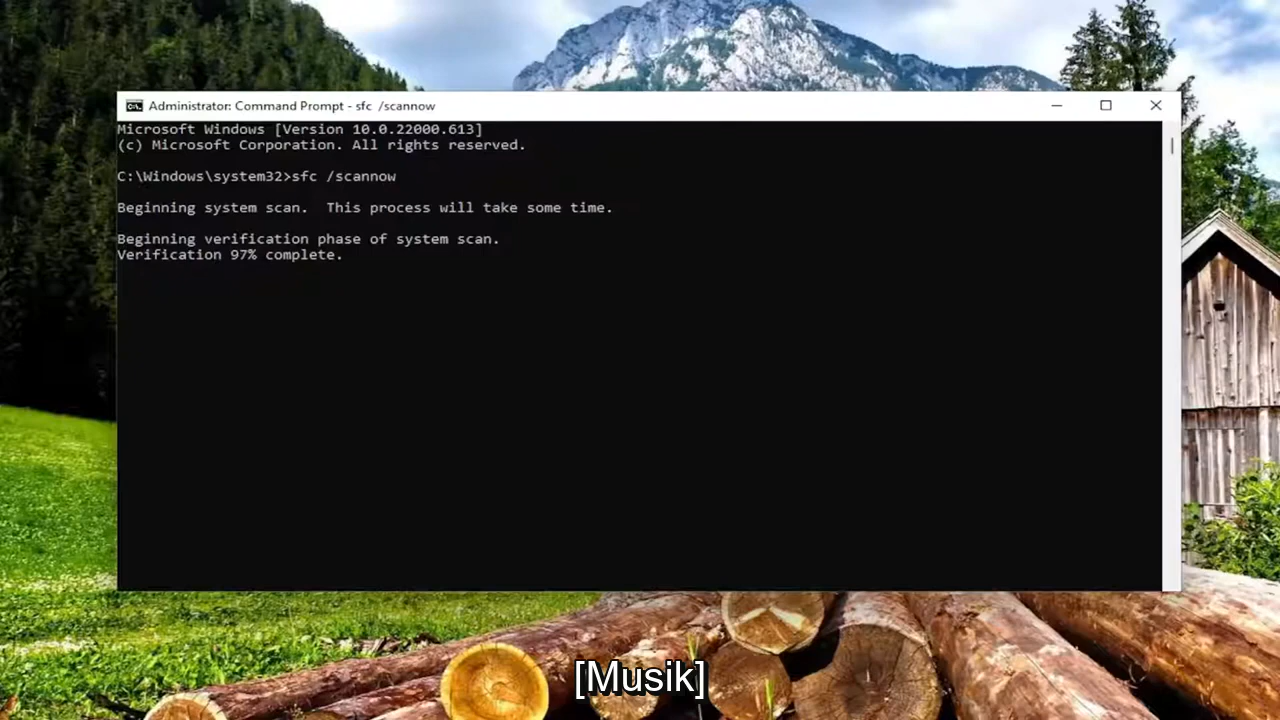 Administrator: Command Prompt - sfc  /scannow
Microsoft Windows [Version 10.0.22000.613]
(c) Microsoft Corporation. All rights reserved.
C:\Windows\system32>sfc /scannow
Beginning system scan.  This process will take some time.
Beginning verification phase of system scan.
Verification 97% complete.
[Musik]